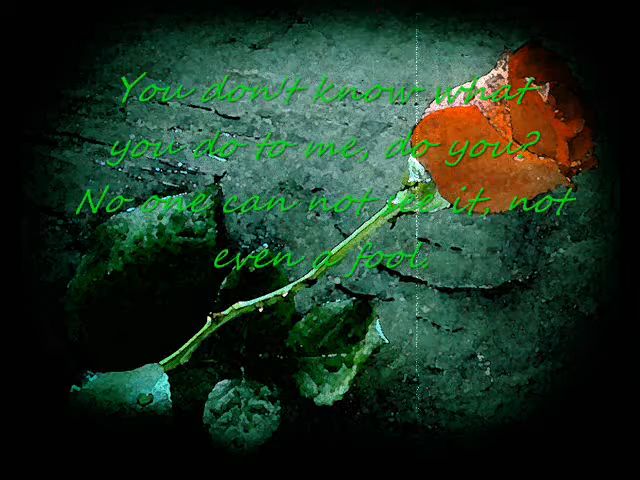 You don't know what
you do to me, do you?
No one can not see it, not
even a fool.